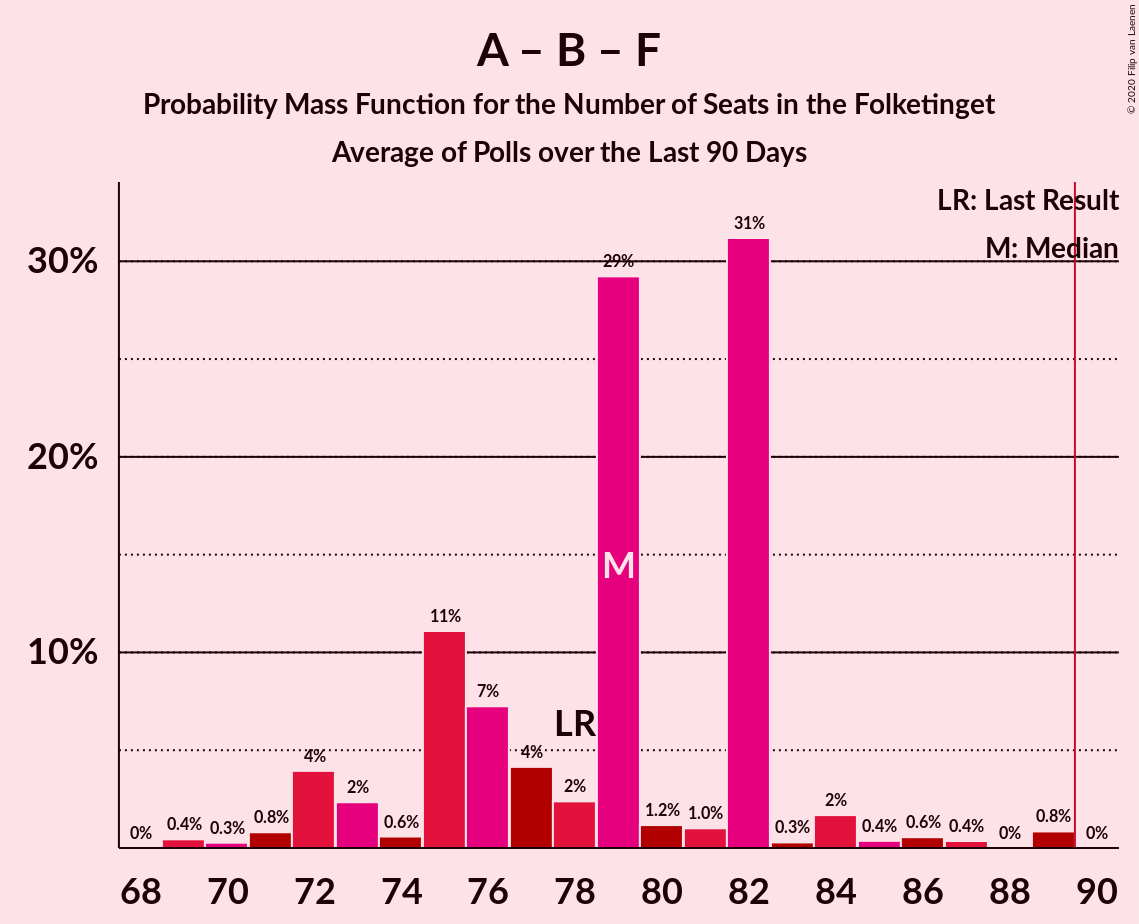 A – B – F
Probability Mass Function for the Number of Seats in the Folketinget
Average of Polls over the Last 90 Days
© 2020 Filip van Laenen
LR: Last Result
M: Median
30%
20%
10%
0%
0.4%
0.3%
0.8%
4%
2%
0.6%
11%
7%
4%
2%
29%
1.2%
1.0%
31%
0.3%
2%
0.4%
0.6%
0.4%
0%
0.8%
0%
LR
M
68 70 72 74 76 78 80 82 84 86 88 90